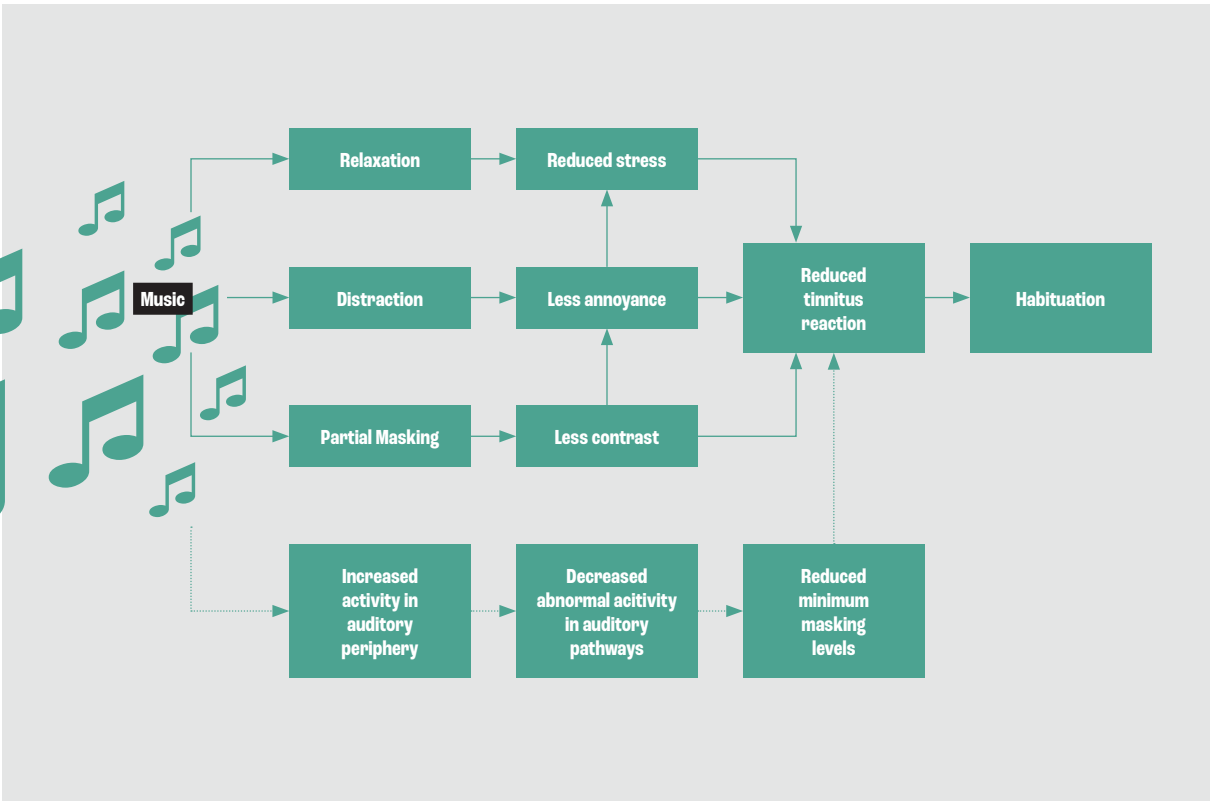 Relaxation
Reduced stress
Music
Distraction
Less annoyance
Reduced
tinnitus
reaction
Habituation
Partial Masking
Less contrast
Increased
activity in
auditory
periphery
Decreased
abnormal acitivity
in auditory
pathways
Reduced
minimum
masking
levels